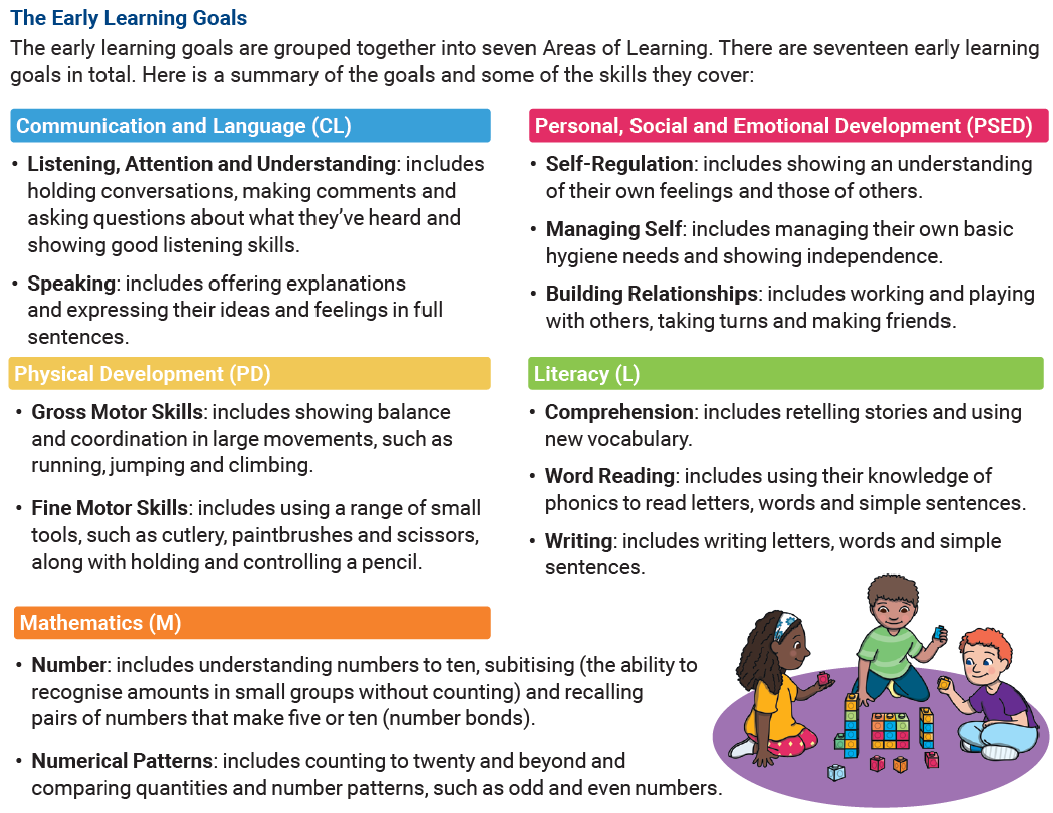 The Early Learning Goals
The early learning goals are grouped together into seven Areas of Learning. There are seventeen early learning
goals in total. Here is a summary of the goals and some of the skills they cover:
Communication and Language (CL)
• Listening, Attention and Understanding: includes
holding conversations, making comments and
asking questions about what they’ve heard and
showing good listening skills.
• Speaking: includes offering explanations
and expressing their ideas and feelings in full
sentences.
Personal, Social and Emotional Development (PSED)
• Self-Regulation: includes showing an understanding
of their own feelings and those of others.
• Managing Self: includes managing their own basic
hygiene needs and showing independence.
• Building Relationships: includes working and playing
with others, taking turns and making friends.
Physical Development (PD)
• Gross Motor Skills: includes showing balance
and coordination in large movements, such as
running, jumping and climbing.
• Fine Motor Skills: includes using a range of small
tools, such as cutlery, paintbrushes and scissors,
along with holding and controlling a pencil.
Literacy (L)
• Comprehension: includes retelling stories and using
new vocabulary.
• Word Reading: includes using their knowledge of
phonics to read letters, words and simple sentences.
• Writing: includes writing letters, words and simple
sentences.
Mathematics (M)
• Number: includes understanding numbers to ten, subitising (the ability to
recognise amounts in small groups without counting) and recalling
pairs of numbers that make five or ten (number bonds).
• Numerical Patterns: includes counting to twenty and beyond and
comparing quantities and number patterns, such as odd and even numbers.